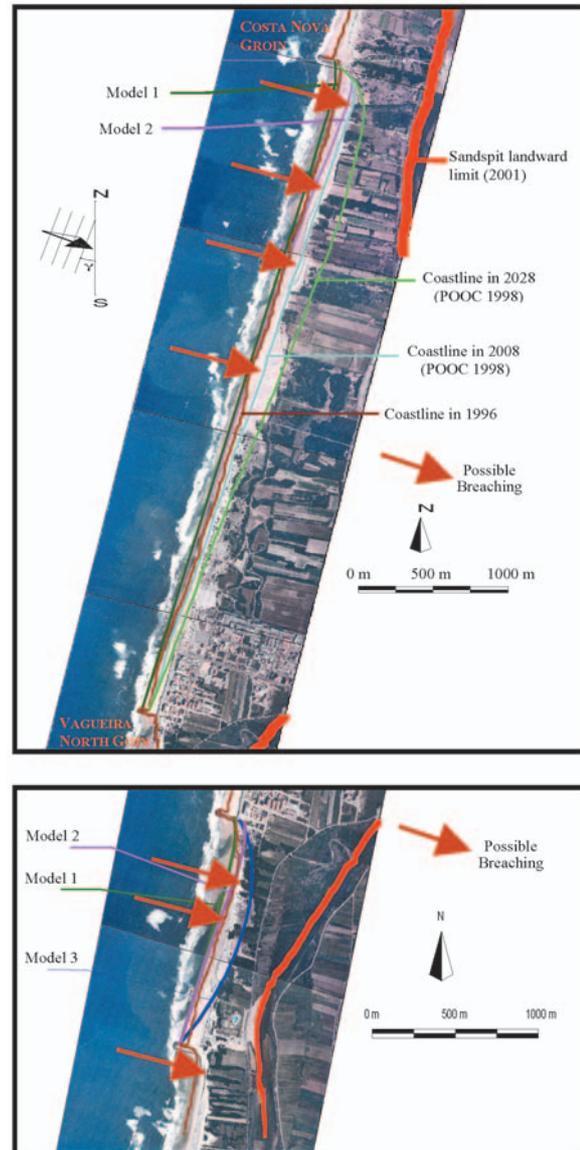 COSTA NOVA
GROIN
Model 1
Model 2
Sandspit landward
limit (2001)
N
γ
S
Coastline in 2028
(POOC 1998)
Coastline in 2008
(POOC 1998)
Coastline in 1996
Possible
Breaching
N
0 m 500 m 1000 m
VAGUEIRA
NORTH
Model 2
Model 1
Possible
Breaching
Model 3
N
0 m 500 m 1000 m